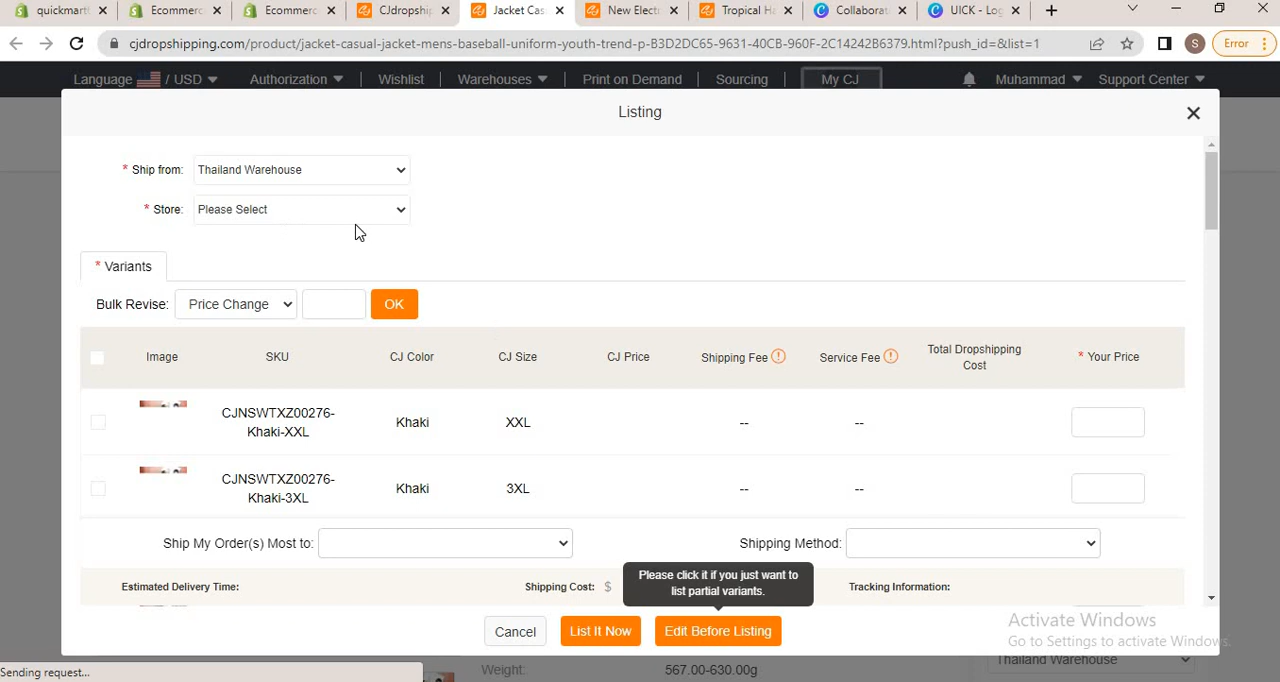 quickmart
Ecommerc
Ecommerc
CJdropship
Jacket Cas
New Elect
Tropical Ha
Collaborat
UICK - Log
cjdropshipping.com/product/jacket-casual-jacket-mens-baseball-uniform-youth-trend-p-B3D2DC65-9631-40CB-960F-2C14242B6379.html?push_id=&list=1
S
Error
Language / USD
Authorization
Wishlist
Warehouses
Print on Demand
Sourcing
My CJ
Muhammad
Support Center
Listing
* Ship from: Thailand Warehouse
* Store: Please Select
* Variants
Bulk Revise: Price Change OK
Image SKU CJ Color CJ Size CJ Price Shipping Fee Service Fee Total Dropshipping
Cost
* Your Price
CJNSWTXZ00276-
Khaki-XXL
Khaki XXL -- --
CJNSWTXZ00276-
Khaki-3XL
Khaki 3XL -- --
Ship My Order(s) Most to: Shipping Method:
Estimated Delivery Time: Shipping Cost: $ Tracking Information:
Please click it if you just want to
list partial variants.
Cancel List It Now Edit Before Listing
Activate Windows
Go to Settings to activate Windows.
Thailand Warehouse
Sending request...
Weight: 567.00-630.00g